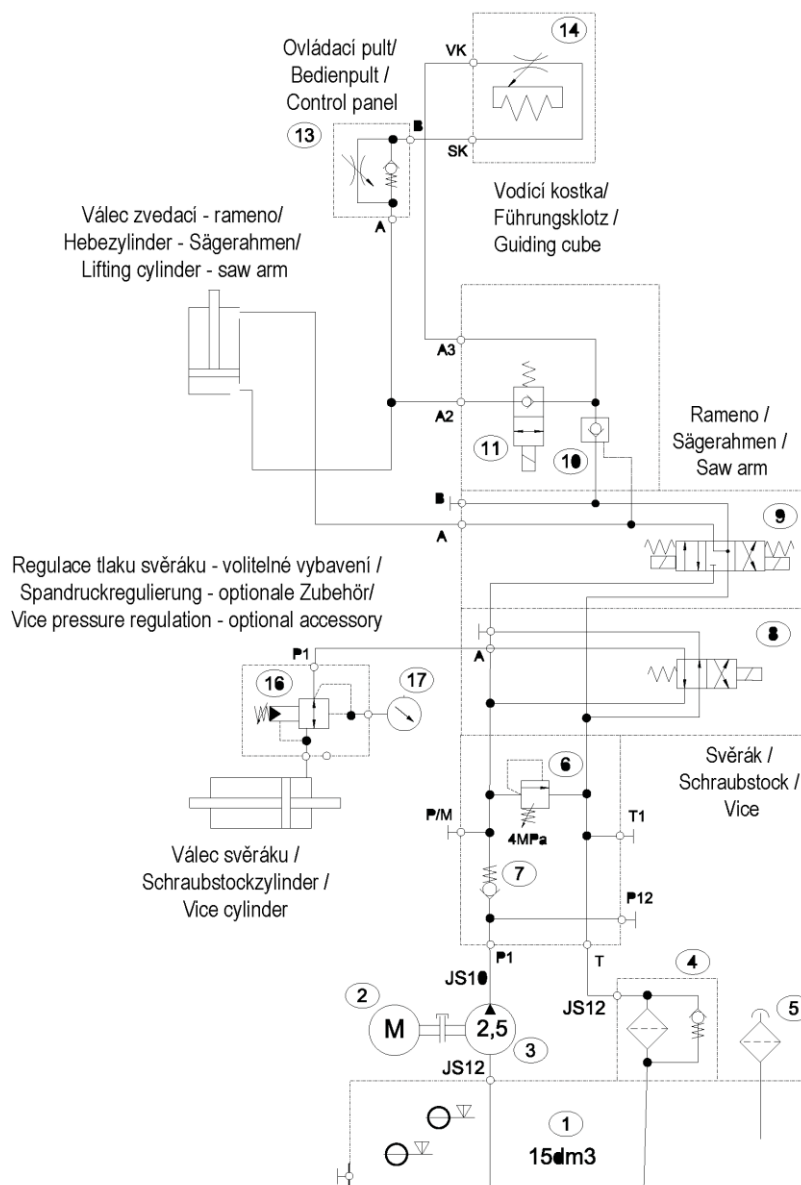 14
VK
Ovládací pult/
Bedienpult /
Control panel
13
B
SK
A
Vodící kostka/
Führungsklotz /
Guiding cube
Válec zvedací - rameno/
Hebezylinder - Sägerahmen/
Lifting cylinder - saw arm
A3
A2
11
10
Rameno /
Sägerahmen /
Saw arm
B
9
A
Regulace tlaku svěráku - volitelné vybavení /
Spandruckregulierung - optionale Zubehör/
Vice pressure regulation - optional accessory
8
P1
A
16
17
6
Svěrák /
Schraubstock /
Vice
P/M
4MPa
T1
7
Válec svěráku /
Schraubstockzylinder /
Vice cylinder
P12
P1
T
JS10
4
2
JS12
5
M
2,5
3
JS12
1
15dm3